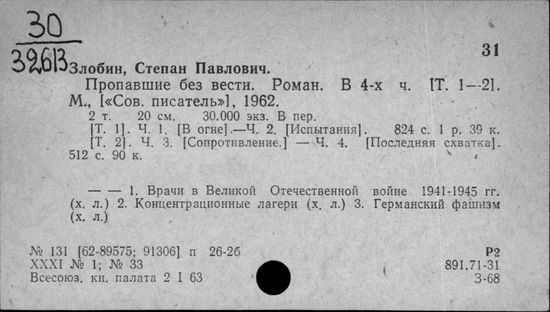 30
32613
31
Злобин, Степан Павлович.
Пропавшие без вести. Роман. В 4-х ч. [Т. 1—2].
М., [«Сов. писатель»], 1962.
2 т. 20 см. 30.000 экз. В пер.
[Т. 1]. Ч. 1. [В огне].—Ч. 2. [Испытания]. 824 с. 1 р. 39 к.
[Т. 2]. Ч. 3. [Сопротивление.] — Ч. 4. [Последняя схватка].
512 с. 90 к.
— — 1. Врачи в Великой Отечественной войне 1941-1945 гг.
(х. л.) 2. Концентрационные лагери (х. л.) 3. Германский фашизм
(х. л.)
№ 131 [62-89575; 91306] п 26-2б Р2
XXXI № 1; № 33 891.71-31
Всесоюз. кн. палата 2 I 63 З-68